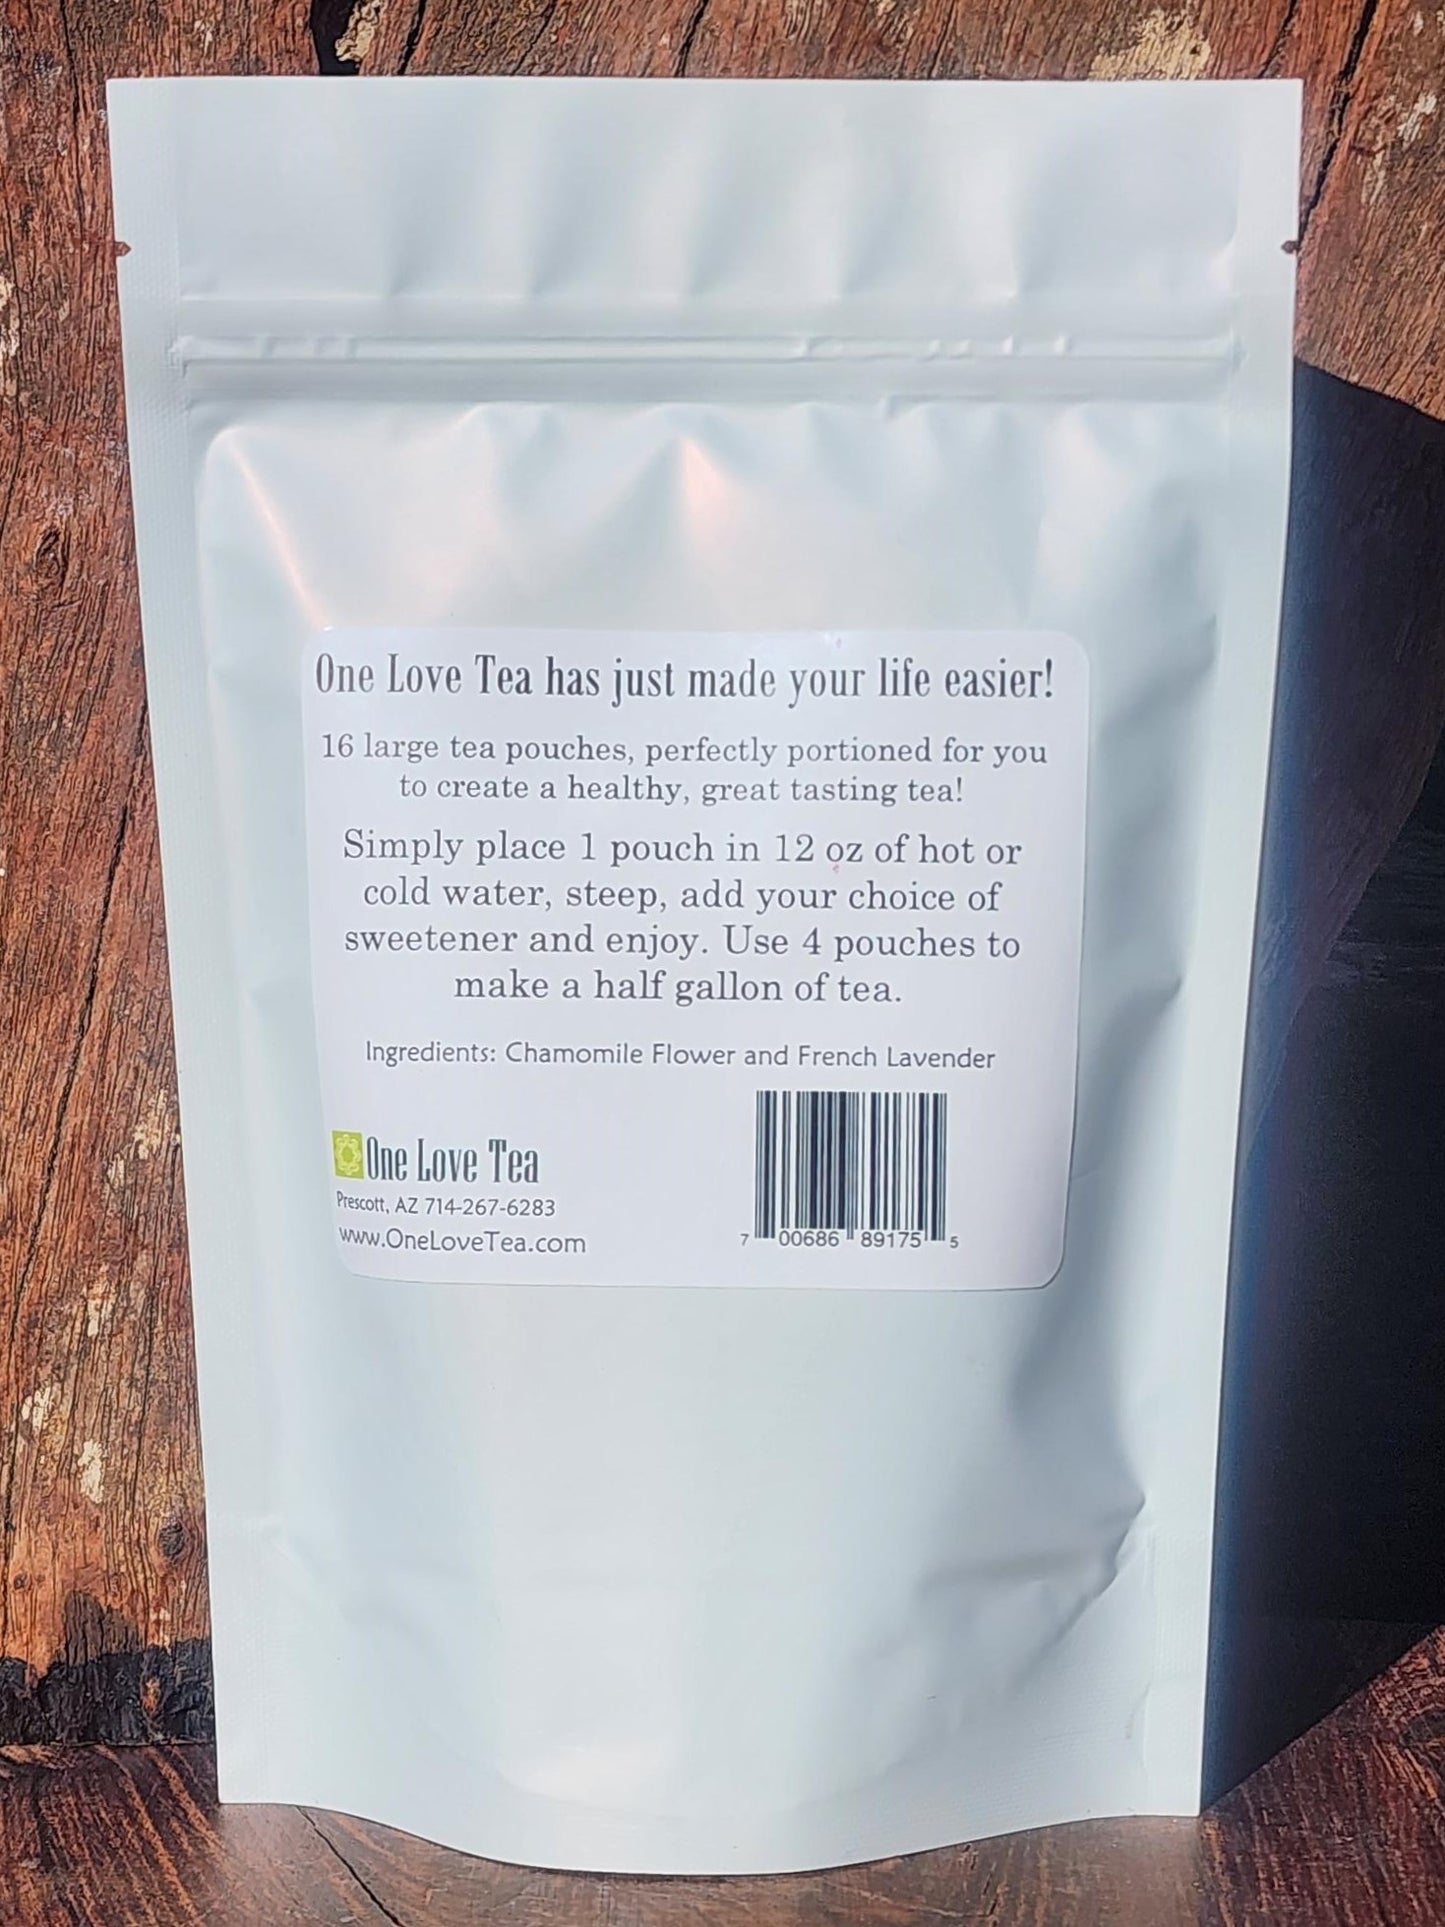 One Love Tea has just made your life easier!
16 large tea pouches, perfectly portioned for you
to create a healthy, great tasting tea!
Simply place 1 pouch in 12 oz of hot or
cold water, steep, add your choice of
sweetener and enjoy. Use 4 pouches to
make a half gallon of tea.
Ingredients: Chamomile Flower and French Lavender
One Love Tea
Prescott, AZ 714-267-6283
www.OneLoveTea.com
7 00686 89175 5